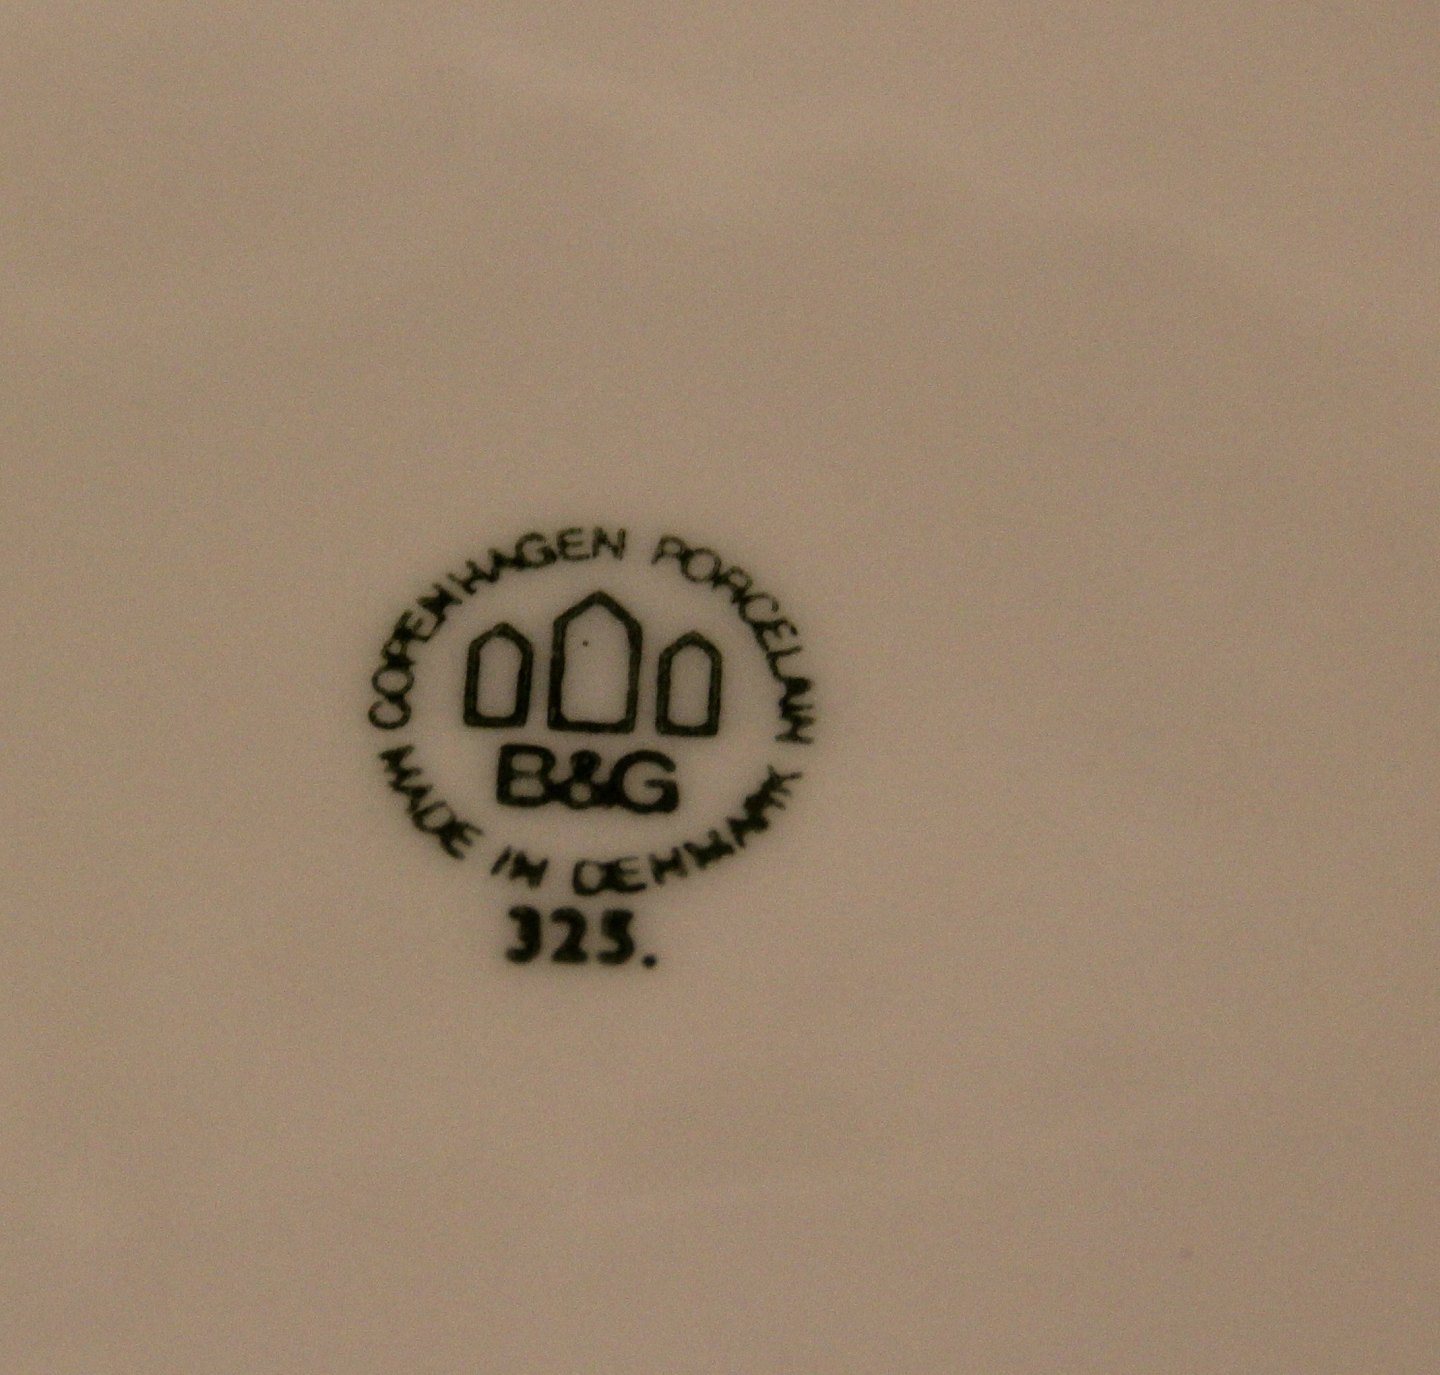 COPENHAGEN PORCELAIN
B&G
MADE IN DENMARK
325.